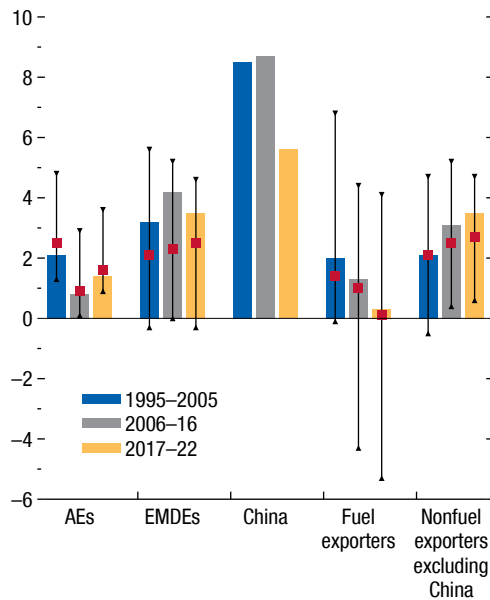 10
8
6
4
2
0
–2
–4
–6
1995–2005
2006–16
2017–22
AEs
EMDEs
China
Fuel
exporters
Nonfuel
exporters
excluding
China